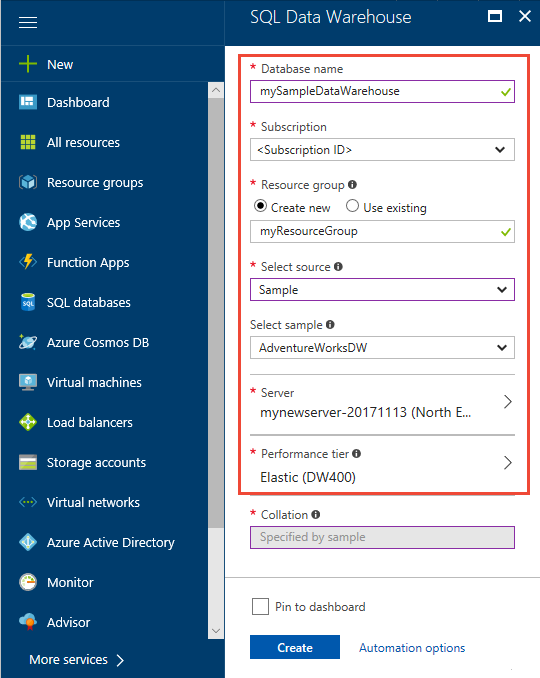 SQL Data Warehouse
New
Dashboard
All resources
Resource groups
App Services
Function Apps
SQL databases
Azure Cosmos DB
Virtual machines
Load balancers
Storage accounts
Virtual networks
Azure Active Directory
Monitor
Advisor
More services
* Database name
mySampleDataWarehouse
* Subscription
<Subscription ID>
* Resource group
Create new Use existing
myResourceGroup
* Select source
Sample
Select sample
AdventureWorksDW
* Server
mynewserver-20171113 (North E...
* Performance tier
Elastic (DW400)
* Collation
Specified by sample
Pin to dashboard
Create Automation options